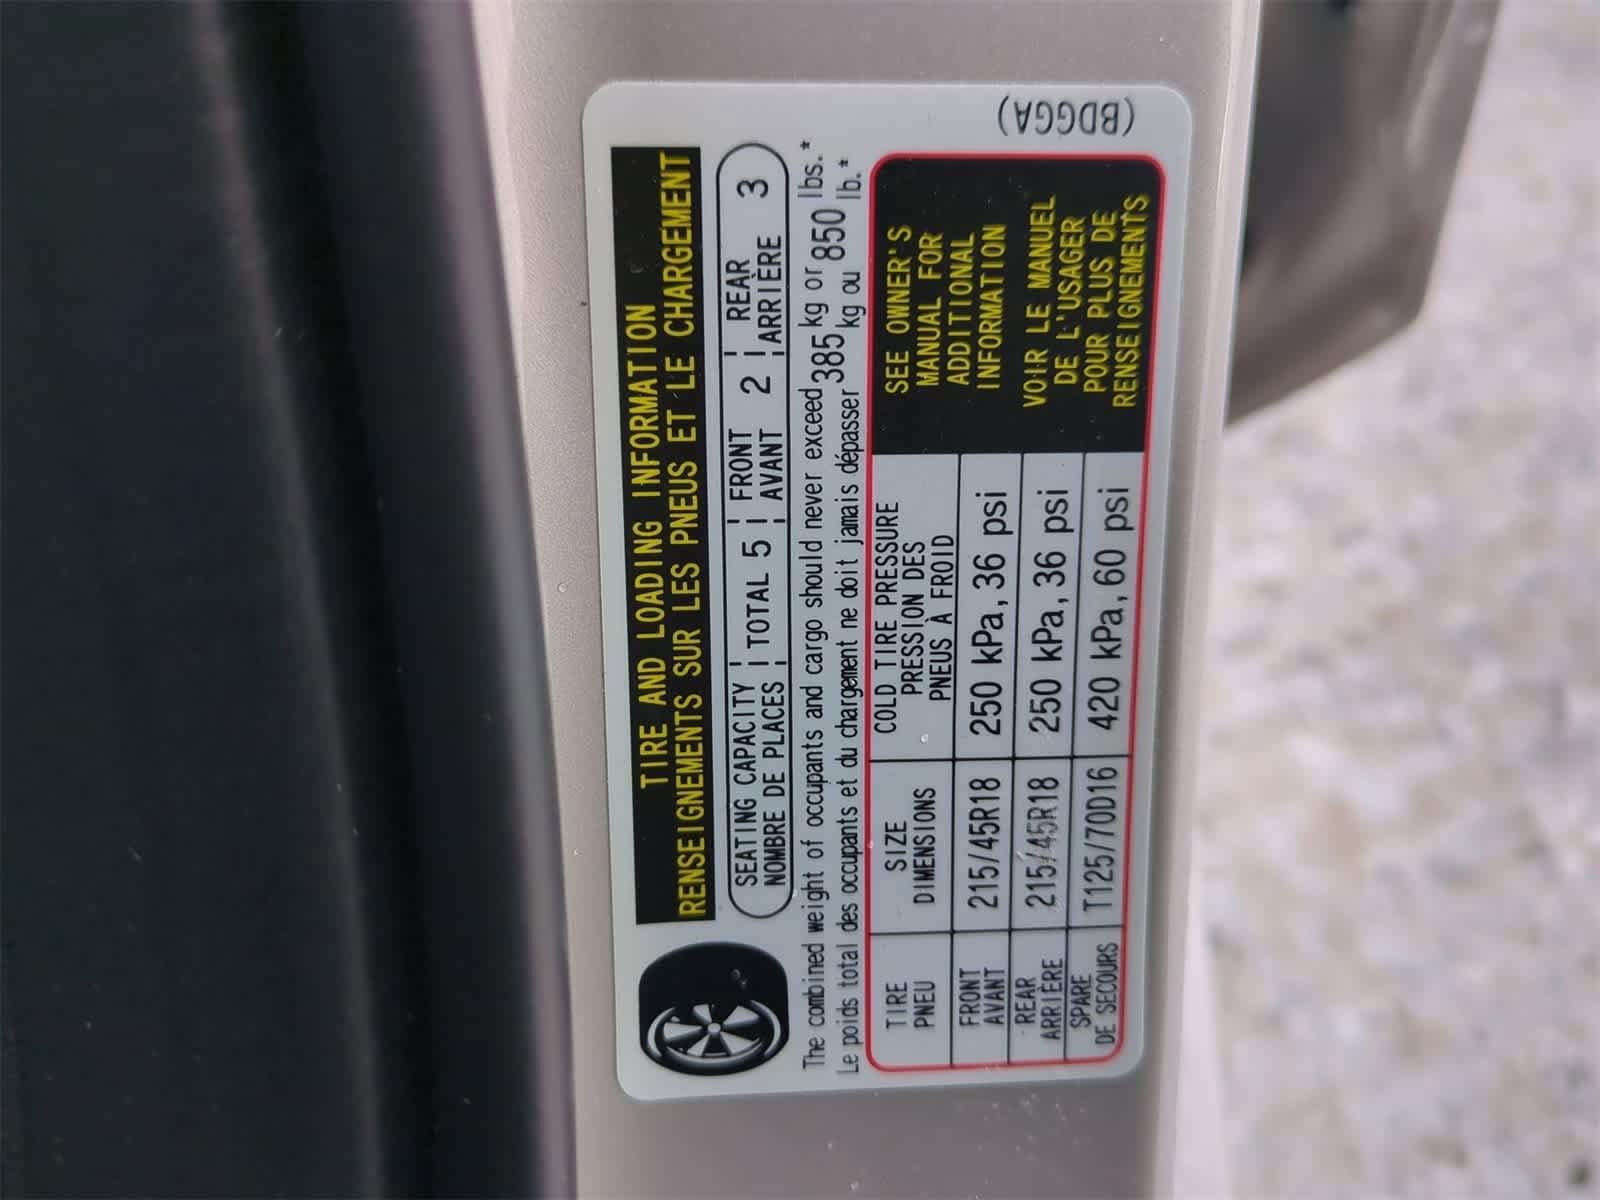 TIRE AND LOADING INFORMATION
RENSEIGNEMENTS SUR LES PNEUS ET LE CHARGEMENT
SEATING CAPACITY
NOMBRE DE PLACES
TOTAL 5
FRONT
AVANT
2
REAR
ARRIÈRE
3
The combined weight of occupants and cargo should never exceed 385 kg or 850 lbs.*
Le poids total des occupants et du chargement ne doit jamais dépasser 385 kg ou 850 lb.*
TIRE
PNEU
SIZE
DIMENSIONS
COLD TIRE PRESSURE
PRESSION DES
PNEUS À FROID
FRONT
AVANT
215/45R18
250 kPa, 36 psi
REAR
ARRIÈRE
215/45R18
250 kPa, 36 psi
SPARE
DE SECOURS
T125/70D16
420 kPa, 60 psi
SEE OWNER'S
MANUAL FOR
ADDITIONAL
INFORMATION
VOIR LE MANUEL
DE L'USAGER
POUR PLUS DE
RENSEIGNEMENTS
(BDGGA)